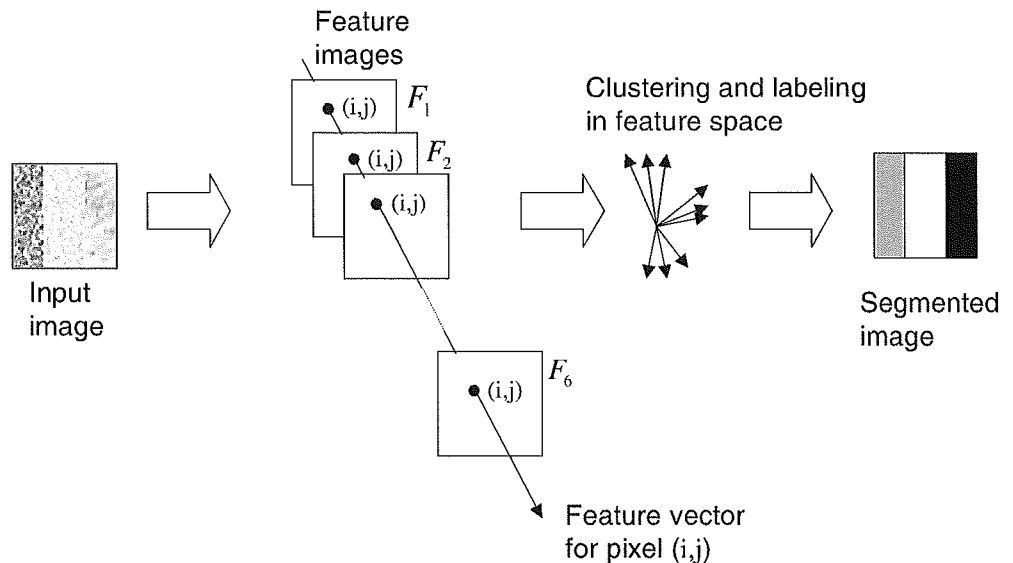 Feature
images
(i,j)
F₁
(i,j)
F₂
(i,j)
Clustering and labeling
in feature space
Input
image
Segmented
image
(i,j)
F₆
Feature vector
for pixel (i,j)